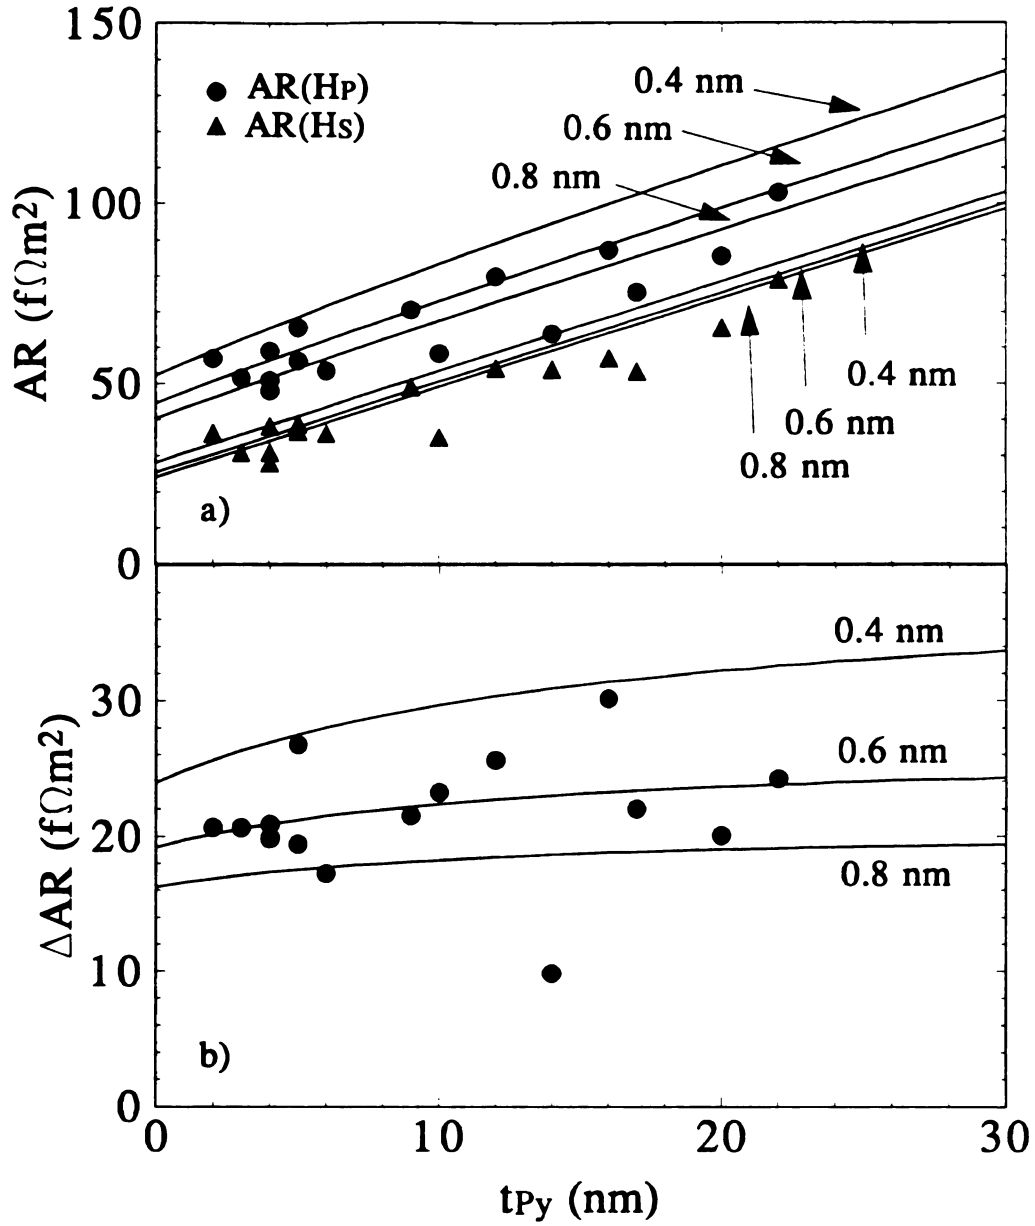 150
AR(HP)
AR(HS)
0.4 nm
0.6 nm
0.8 nm
100
AR (fΩm²)
50
0.4 nm
0.6 nm
0.8 nm
a)
0
0.4 nm
30
0.6 nm
ΔAR (fΩm²)
20
0.8 nm
10
b)
0
0 10 20 30
tPy (nm)